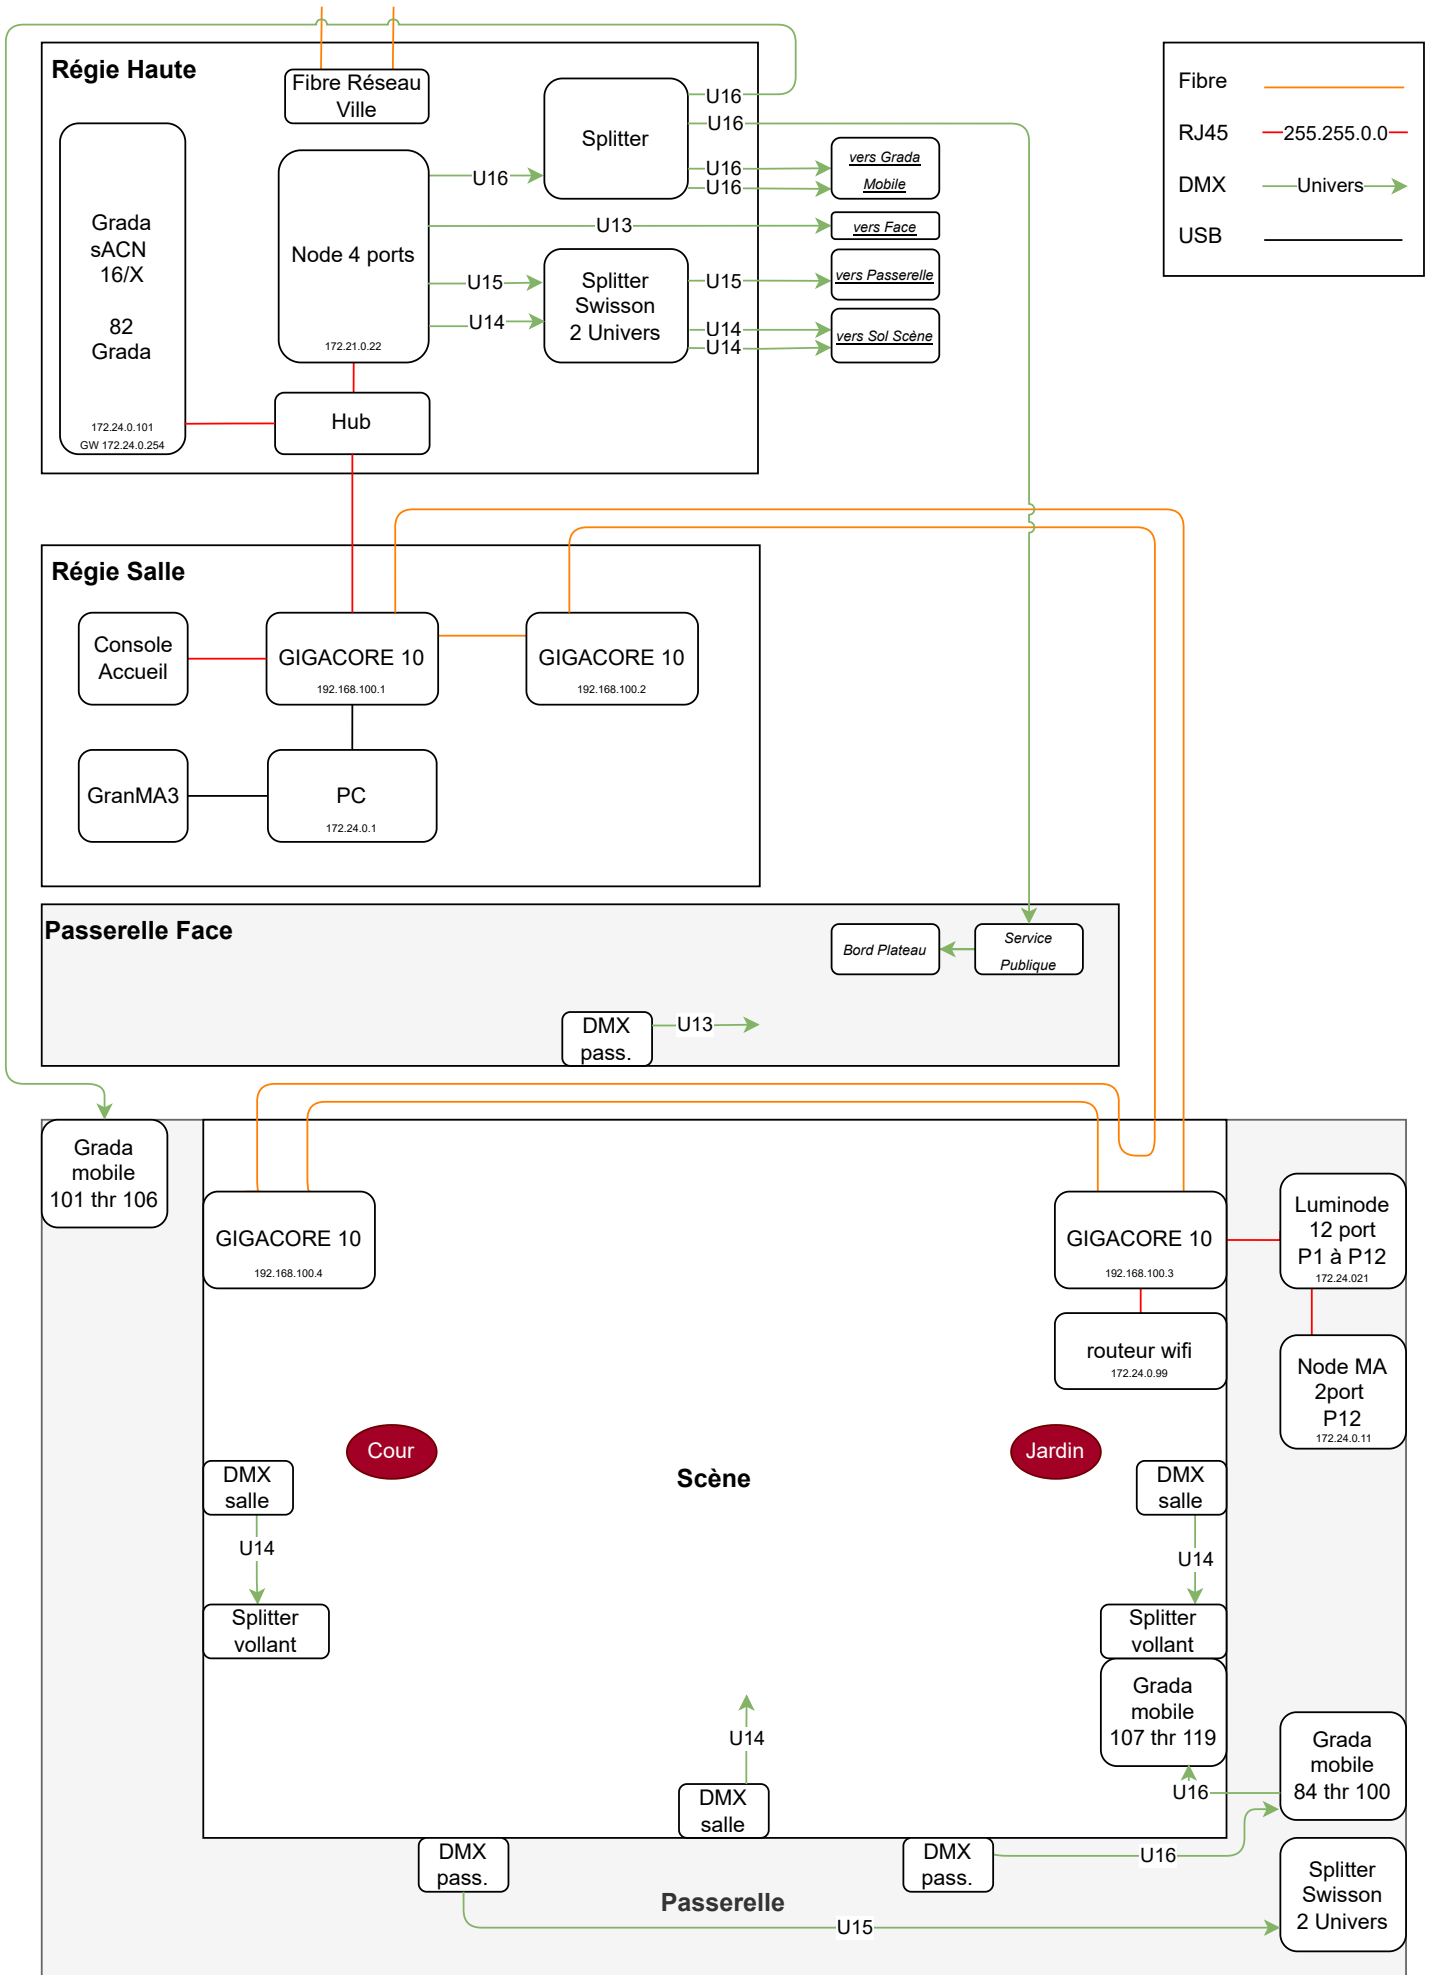 Régie Haute
Fibre Réseau
Ville
Grada
sACN
16/X
82
Grada
172.24.0.101
GW 172.24.0.254
Node 4 ports
172.21.0.22
Hub
U16
U13
U15
U14
Splitter
Splitter
Swisson
2 Univers
U16
U16
U16
U16
U15
U14
U14
vers Grada
Mobile
vers Face
vers Passerelle
vers Sol Scène
Fibre
RJ45
255.255.0.0
DMX
Univers
USB
Régie Salle
Console
Accueil
GIGACORE 10
192.168.100.1
GIGACORE 10
192.168.100.2
GranMA3
PC
172.24.0.1
Passerelle Face
Bord Plateau
Service
Publique
DMX
pass.
U13
Grada
mobile
101 thr 106
GIGACORE 10
192.168.100.4
GIGACORE 10
192.168.100.3
Luminode
12 port
P1 à P12
172.24.021
routeur wifi
172.24.0.99
Node MA
2port
P12
172.24.0.11
Cour
Jardin
Scène
DMX
salle
U14
Splitter
vollant
DMX
salle
U14
Splitter
vollant
Grada
mobile
107 thr 119
U14
DMX
salle
U16
Grada
mobile
84 thr 100
DMX
pass.
DMX
pass.
U16
Passerelle
U15
Splitter
Swisson
2 Univers